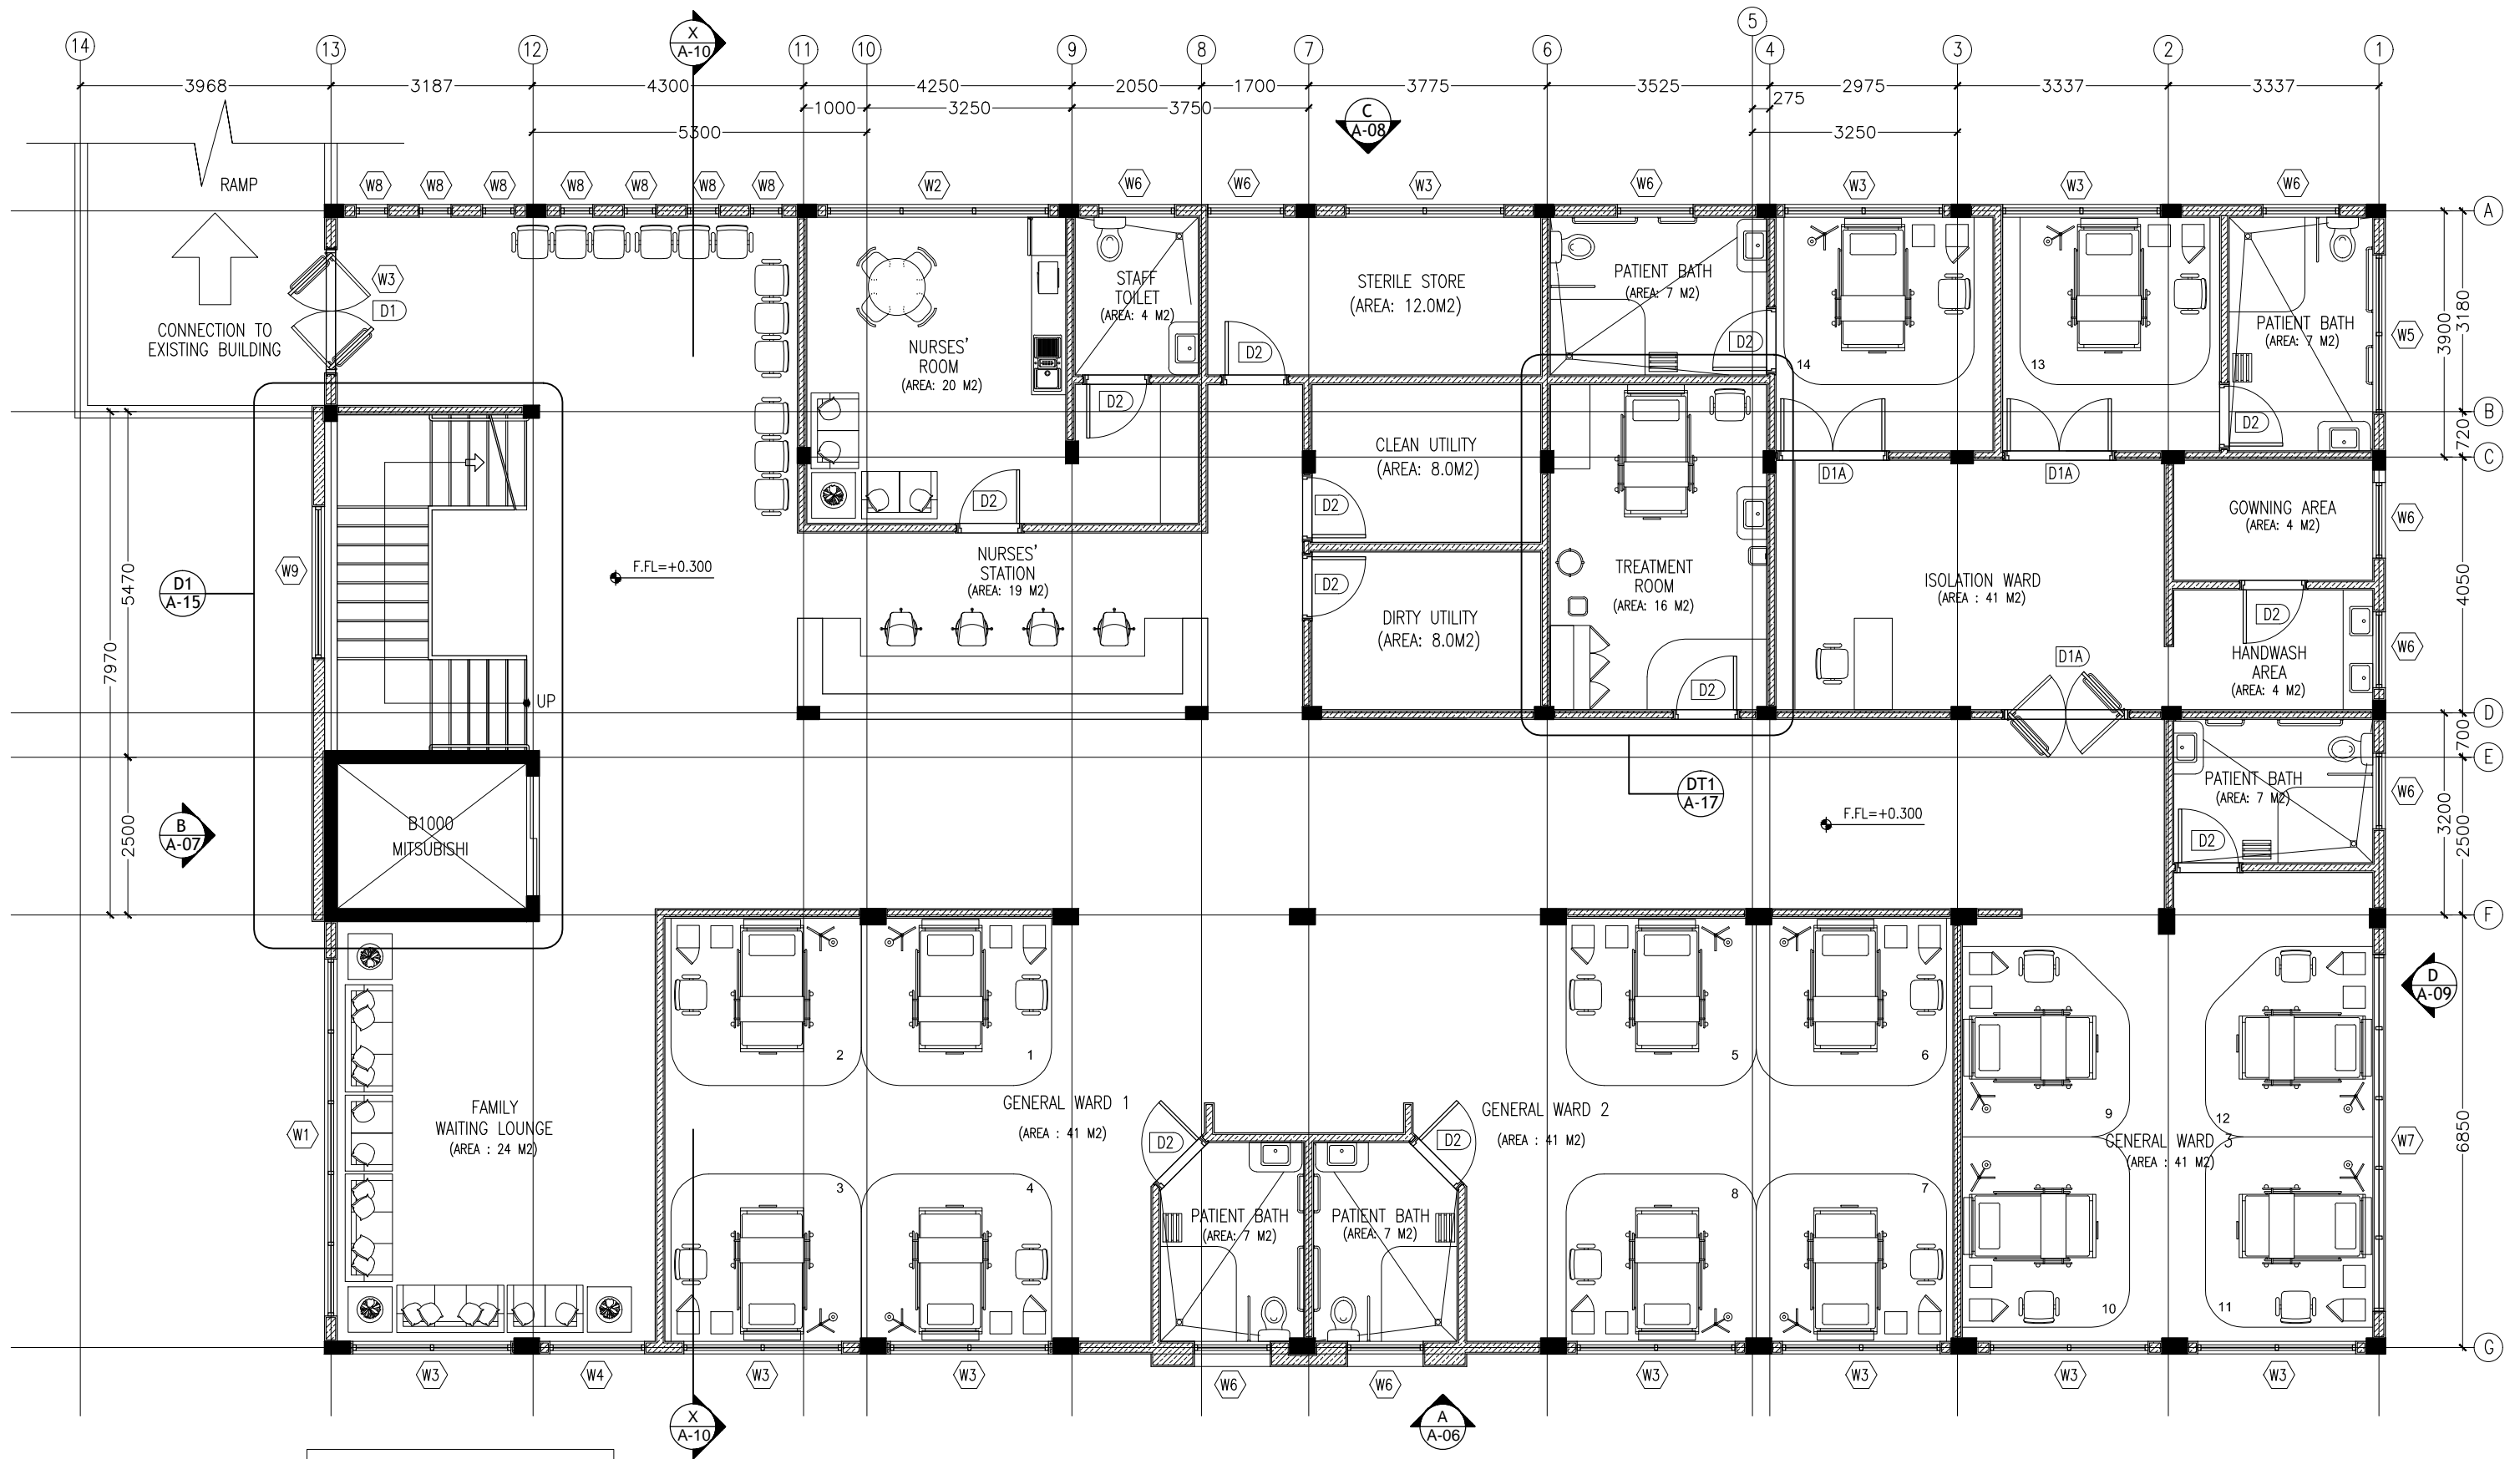 14
13
12
X
A-10
11
10
9
8
7
6
5
4
3
2
1
3968
3187
4300
4250
2050
1700
3775
3525
2975
3337
3337
1000
3250
3750
275
5300
3250
C
A-08
RAMP
W8
W8
W8
W8
W8
W8
W8
W2
W6
W6
W3
W6
W3
W3
W6
A
CONNECTION TO
EXISTING BUILDING
W3
D1
NURSES'
ROOM
(AREA: 20 M2)
STAFF
TOILET
(AREA: 4 M2)
D2
STERILE STORE
(AREA: 12.0M2)
D2
PATIENT BATH
(AREA: 7 M2)
D2
14
13
PATIENT BATH
(AREA: 7 M2)
D2
W5
3900
3180
B
720
C
D2
CLEAN UTILITY
(AREA: 8.0M2)
D2
D1A
D1A
GOWNING AREA
(AREA: 4 M2)
W6
W9
F.FL=+0.300
NURSES'
STATION
(AREA: 19 M2)
D2
DIRTY UTILITY
(AREA: 8.0M2)
TREATMENT
ROOM
(AREA: 16 M2)
D2
ISOLATION WARD
(AREA : 41 M2)
D1A
D2
HANDWASH
AREA
(AREA: 4 M2)
W6
4050
D1
A-15
5470
7970
UP
D
700
E
B
A-07
2500
B1000
MITSUBISHI
DT1
A-17
F.FL=+0.300
PATIENT BATH
(AREA: 7 M2)
D2
W6
3200
2500
F
2
1
5
6
9
12
D
A-09
W1
FAMILY
WAITING LOUNGE
(AREA : 24 M2)
GENERAL WARD 1
(AREA : 41 M2)
D2
D2
GENERAL WARD 2
(AREA : 41 M2)
GENERAL WARD 3
(AREA : 41 M2)
W7
6850
3
4
PATIENT BATH
(AREA: 7 M2)
PATIENT BATH
(AREA: 7 M2)
8
7
10
11
G
W3
W4
W3
W3
W6
W6
W3
W3
W3
W3
X
A-10
A
A-06